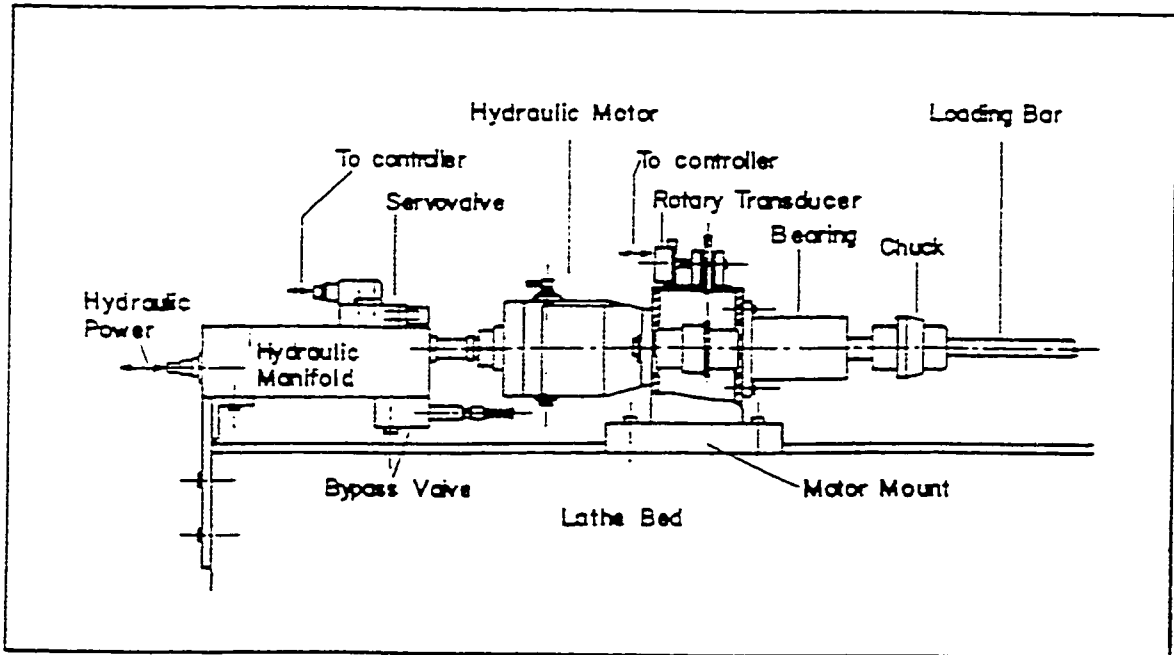 Hydraulic Motor
Loading Bar
To controller
To controller
Servovalve
Rotary Transducer
Bearing
Chuck
Hydraulic
Power
Hydraulic
Manifold
Bypass Valve
Motor Mount
Lathe Bed